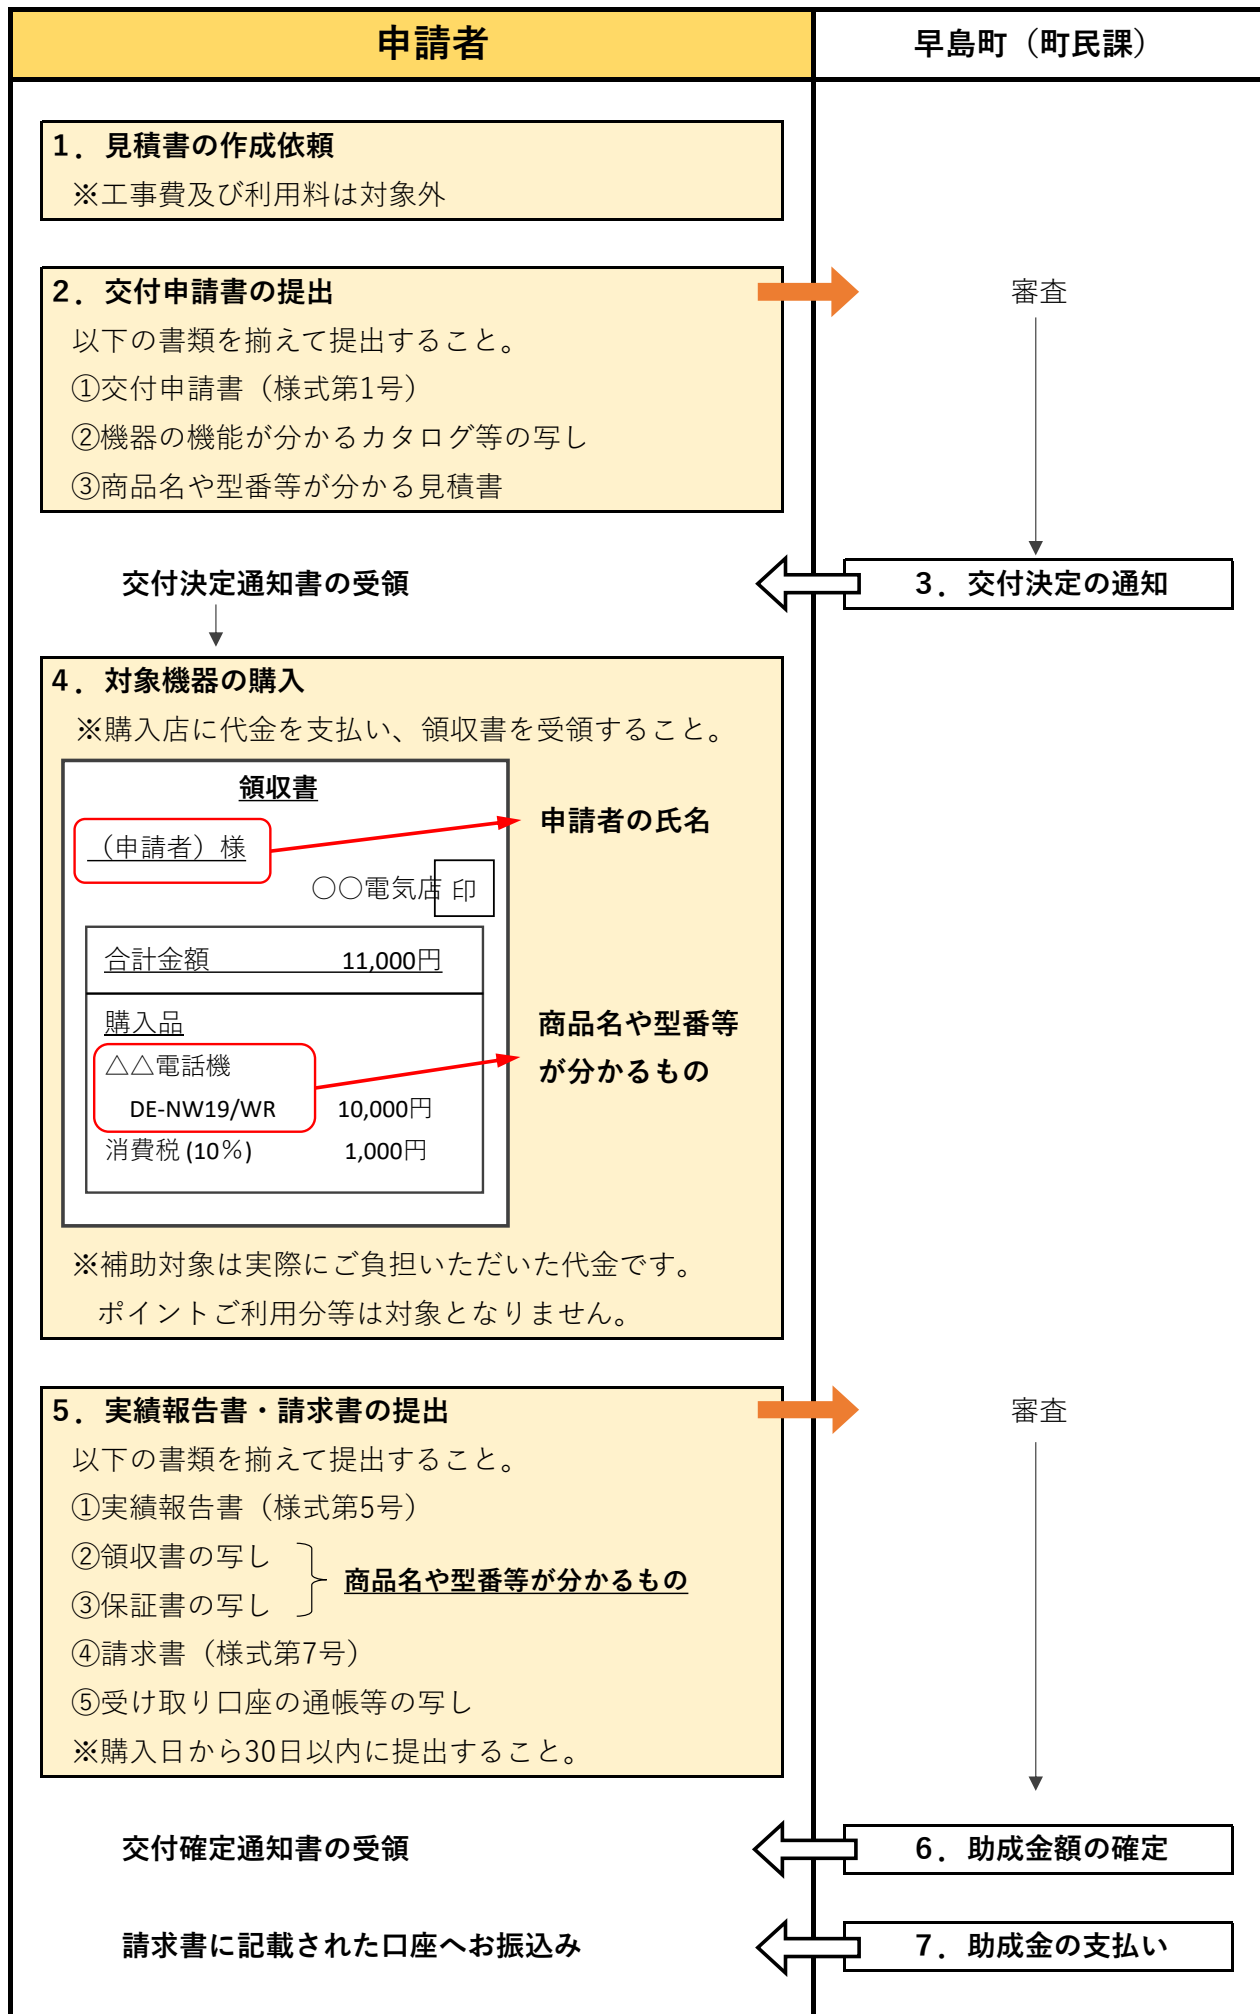 申請者
早島町（町民課）
1．見積書の作成依頼
※工事費及び利用料は対象外
2．交付申請書の提出
審査
以下の書類を揃えて提出すること。
①交付申請書（様式第1号）
②機器の機能が分かるカタログ等の写し
③商品名や型番等が分かる見積書
交付決定通知書の受領
3．交付決定の通知
4．対象機器の購入
※購入店に代金を支払い、領収書を受領すること。
領収書
（申請者）様
申請者の氏名
○○電気店 印
合計金額 11,000円
購入品
△△電話機
DE-NW19/WR 10,000円
消費税(10％) 1,000円
商品名や型番等
が分かるもの
※補助対象は実際にご負担いただいた代金です。
ポイントご利用分等は対象となりません。
5．実績報告書・請求書の提出
審査
以下の書類を揃えて提出すること。
①実績報告書（様式第5号）
②領収書の写し
③保証書の写し
商品名や型番等が分かるもの
④請求書（様式第7号）
⑤受け取り口座の通帳等の写し
※購入日から30日以内に提出すること。
交付確定通知書の受領
6．助成金額の確定
請求書に記載された口座へお振込み
7．助成金の支払い